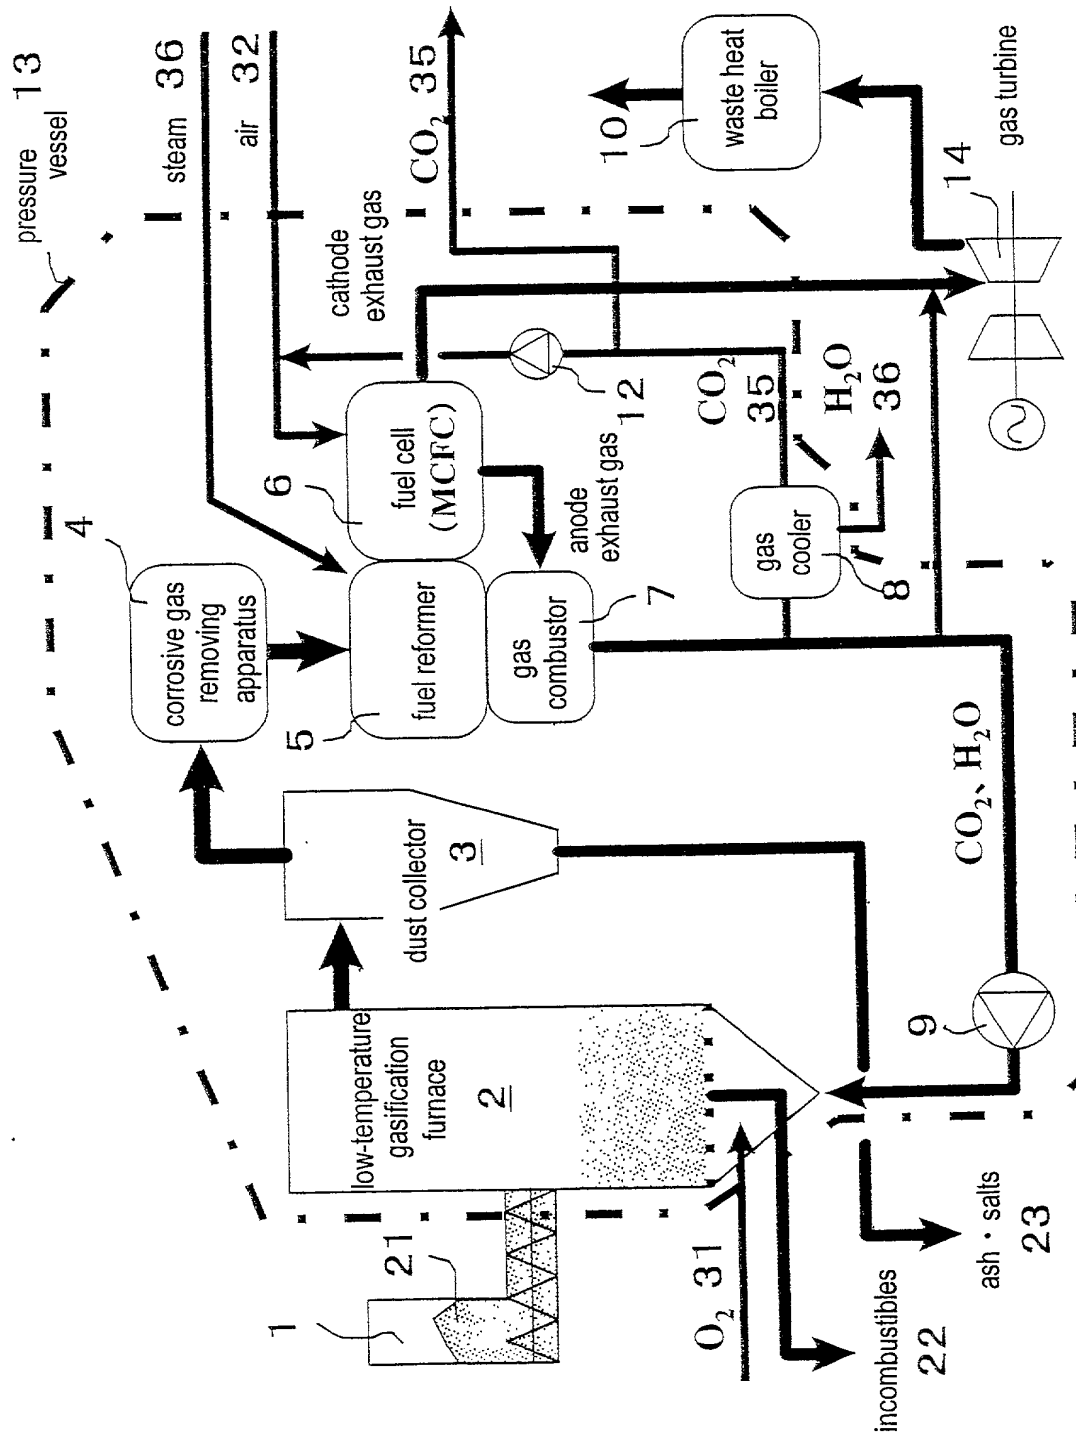 pressure 13
vessel
steam 36
air 32
CO2 35
10
waste heat
boiler
14
gas turbine
cathode
exhaust gas
12
fuel cell
(MCFC)
6
anode
exhaust gas
CO2
35
H2O
36
gas
cooler
8
4
corrosive gas
removing
apparatus
5
fuel reformer
gas
combustor
7
CO2、H2O
dust collector
3
low-temperature
gasification
furnace
2
9
1
21
O2 31
incombustibles
22
ash・salts
23